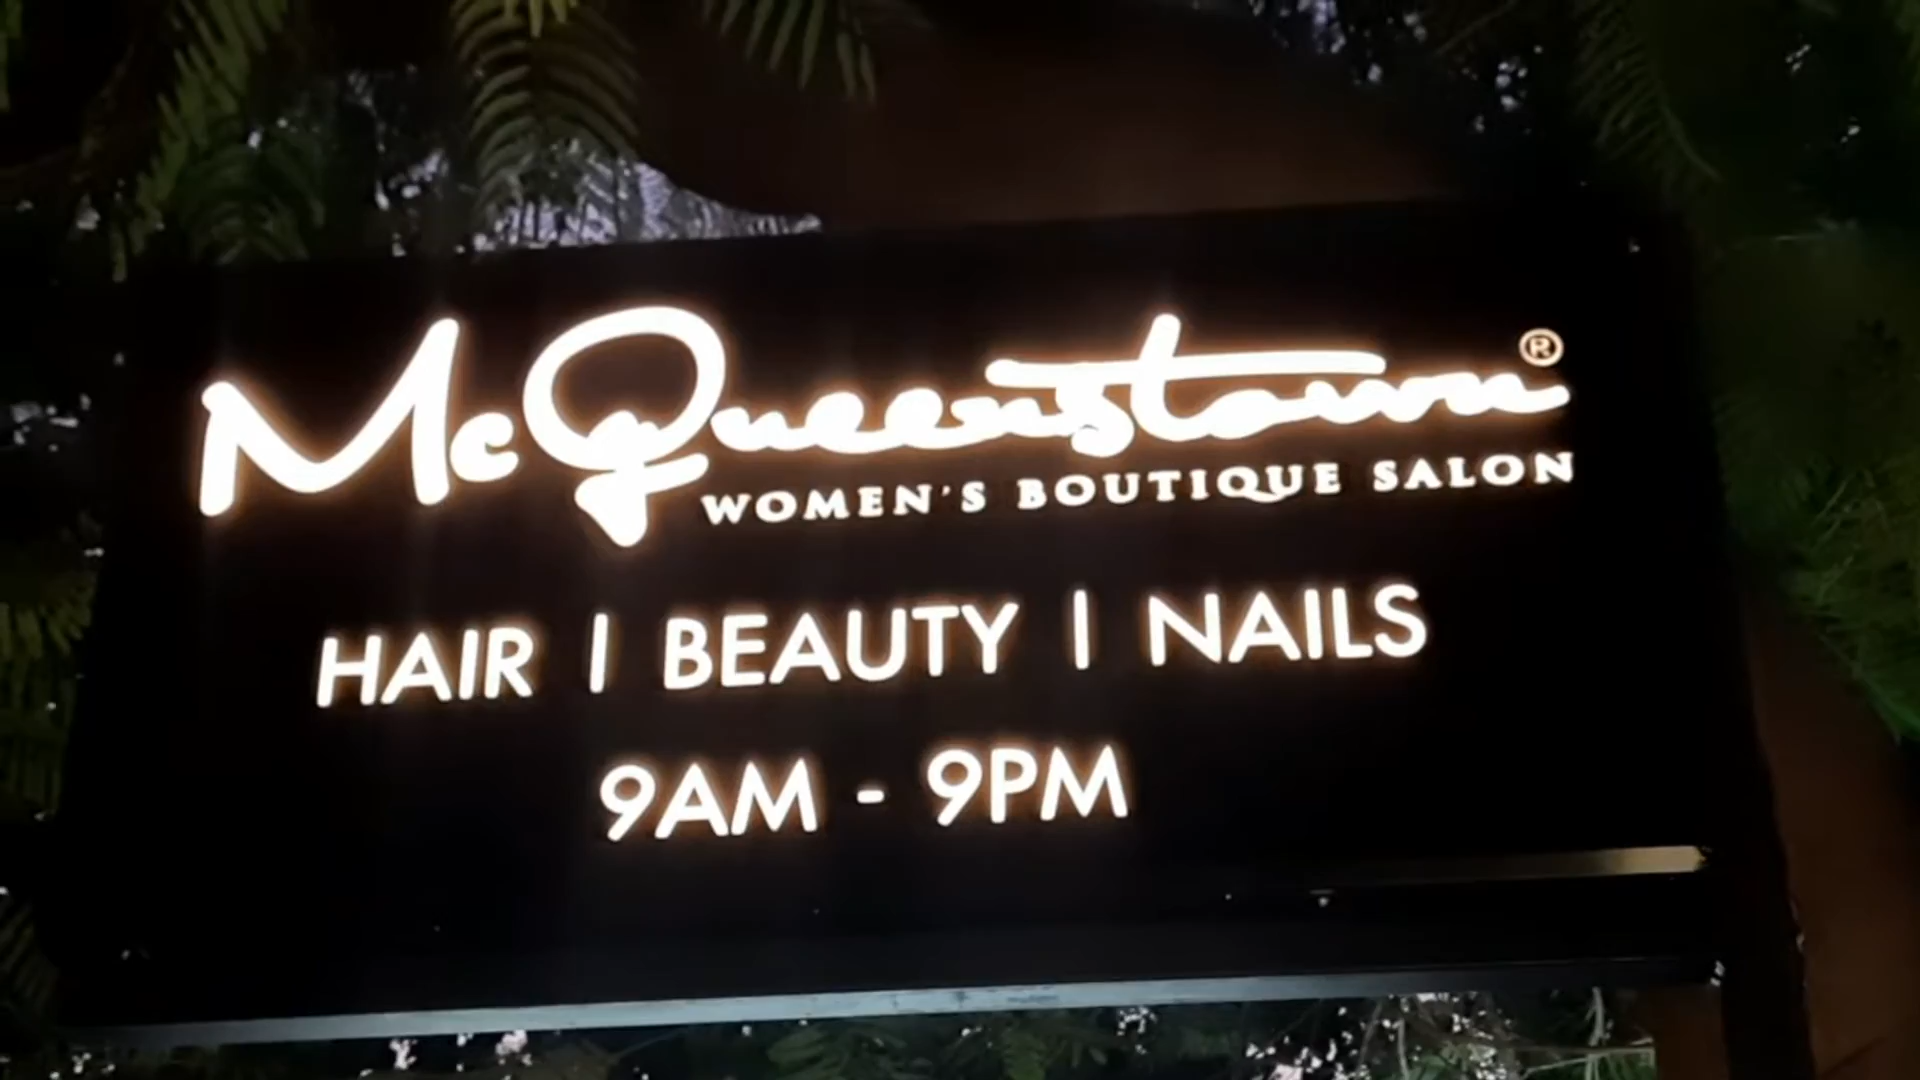 McQueenstown®
WOMEN'S BOUTIQUE SALON
HAIR | BEAUTY | NAILS
9AM - 9PM